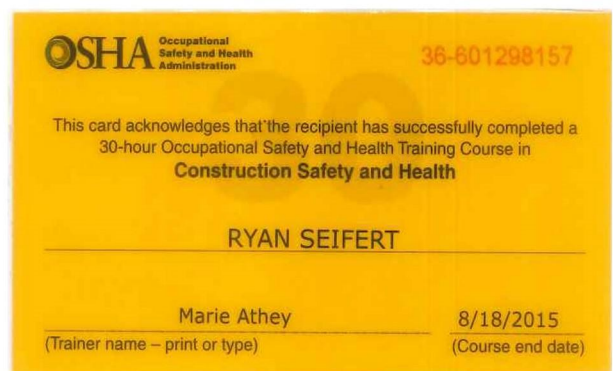 OSHA
Occupational
Safety and Health
Administration
36-601298157
30
This card acknowledges that the recipient has successfully completed a
30-hour Occupational Safety and Health Training Course in
Construction Safety and Health
RYAN SEIFERT
Marie Athey 8/18/2015
(Trainer name – print or type) (Course end date)